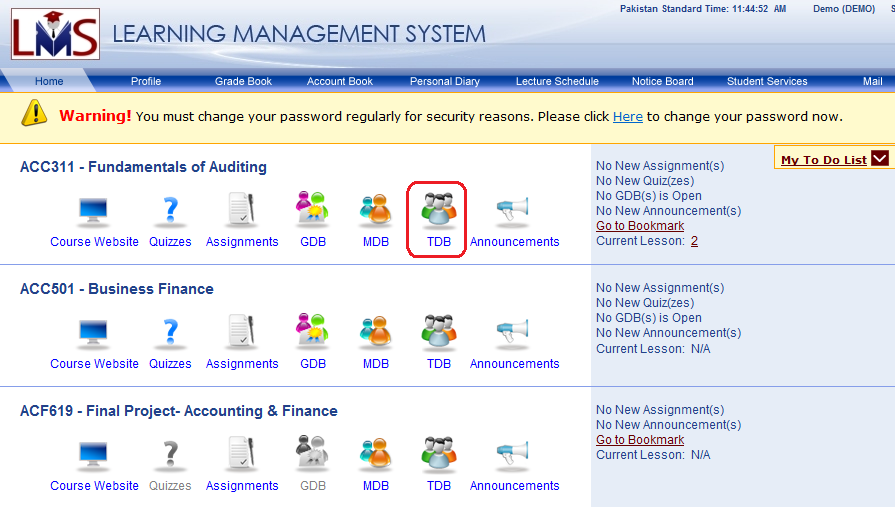 Pakistan Standard Time: 11:44:52 AM Demo (DEMO) S
LMS LEARNING MANAGEMENT SYSTEM
Home Profile Grade Book Account Book Personal Diary Lecture Schedule Notice Board Student Services Mail
Warning! You must change your password regularly for security reasons. Please click Here to change your password now.
My To Do List
ACC311 - Fundamentals of Auditing
Course Website Quizzes Assignments GDB MDB TDB Announcements
No New Assignment(s)
No New Quiz(zes)
No GDB(s) is Open
No New Announcement(s)
Go to Bookmark
Current Lesson: 2
ACC501 - Business Finance
Course Website Quizzes Assignments GDB MDB TDB Announcements
No New Assignment(s)
No New Quiz(zes)
No GDB(s) is Open
No New Announcement(s)
Current Lesson: N/A
ACF619 - Final Project- Accounting & Finance
Course Website Quizzes Assignments GDB MDB TDB Announcements
No New Assignment(s)
No New Announcement(s)
Go to Bookmark
Current Lesson: N/A